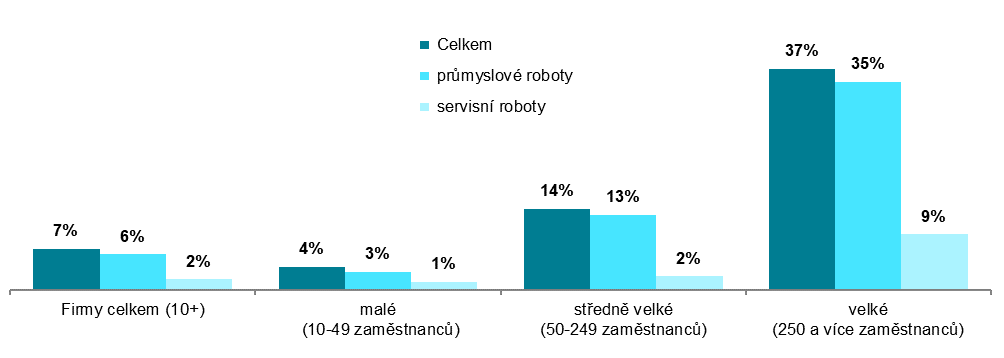 Celkem
průmyslové roboty
servisní roboty
7%
6%
2%
4%
3%
1%
14%
13%
2%
37%
35%
9%
Firmy celkem (10+)
malé
(10-49 zaměstnanců)
středně velké
(50-249 zaměstnanců)
velké
(250 a více zaměstnanců)